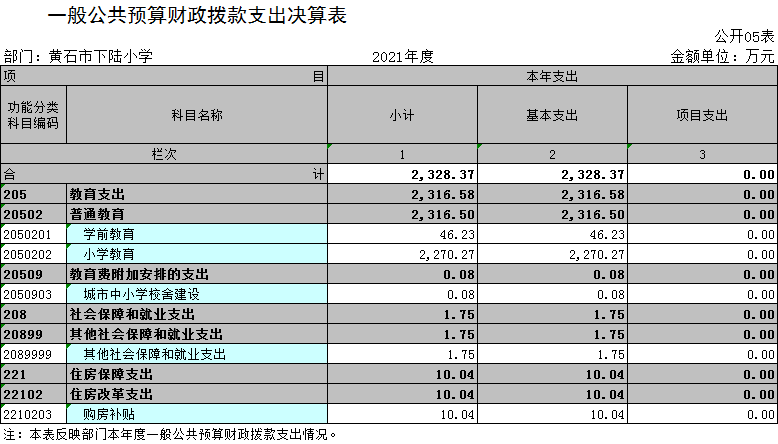 一般公共预算财政拨款支出决算表
公开05表
部门：黄石市下陆小学 2021年度 金额单位：万元
项 目 本年支出
功能分类科目编码 科目名称 小计 基本支出 项目支出
栏次 1 2 3
合 计 2,328.37 2,328.37 0.00
205 教育支出 2,316.58 2,316.58 0.00
20502 普通教育 2,316.50 2,316.50 0.00
2050201 学前教育 46.23 46.23 0.00
2050202 小学教育 2,270.27 2,270.27 0.00
20509 教育费附加安排的支出 0.08 0.08 0.00
2050903 城市中小学校舍建设 0.08 0.08 0.00
208 社会保障和就业支出 1.75 1.75 0.00
20899 其他社会保障和就业支出 1.75 1.75 0.00
2089999 其他社会保障和就业支出 1.75 1.75 0.00
221 住房保障支出 10.04 10.04 0.00
22102 住房改革支出 10.04 10.04 0.00
2210203 购房补贴 10.04 10.04 0.00
注：本表反映部门本年度一般公共预算财政拨款支出情况。